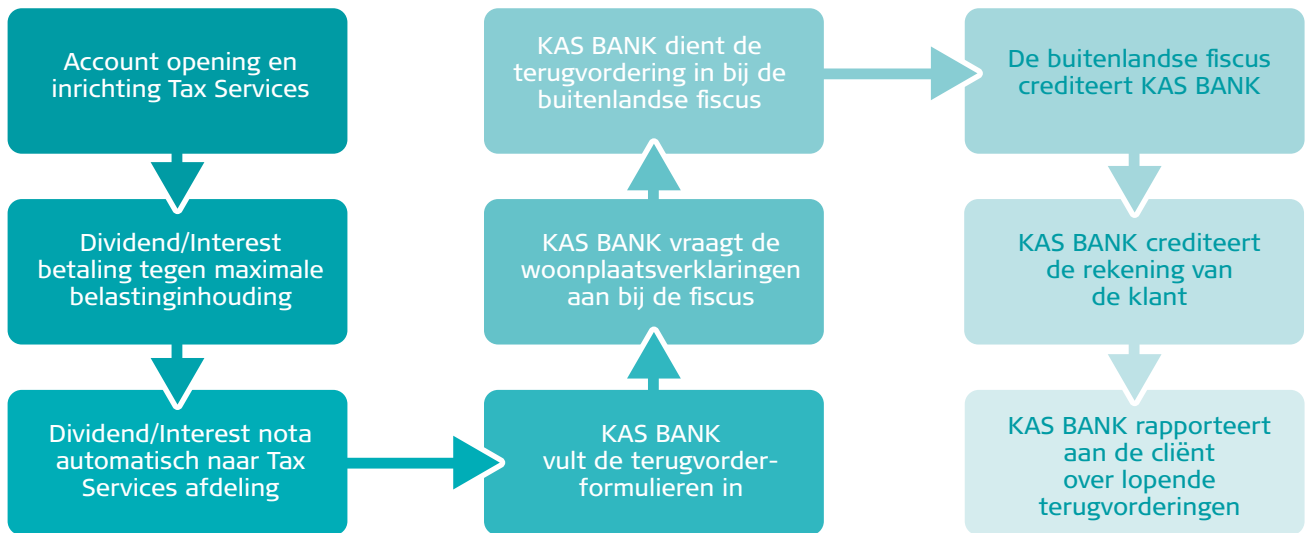 Account opening en
inrichting Tax Services
Dividend/Interest
betaling tegen maximale
belastinginhouding
Dividend/Interest nota
automatisch naar Tax
Services afdeling
KAS BANK
vult de terugvorder-
formulieren in
KAS BANK vraagt de
woonplaatsverklaringen
aan bij de fiscus
KAS BANK dient de
terugvordering in bij de
buitenlandse fiscus
De buitenlandse fiscus
crediteert KAS BANK
KAS BANK crediteert
de rekening van
de klant
KAS BANK rapporteert
aan de cliënt
over lopende
terugvorderingen